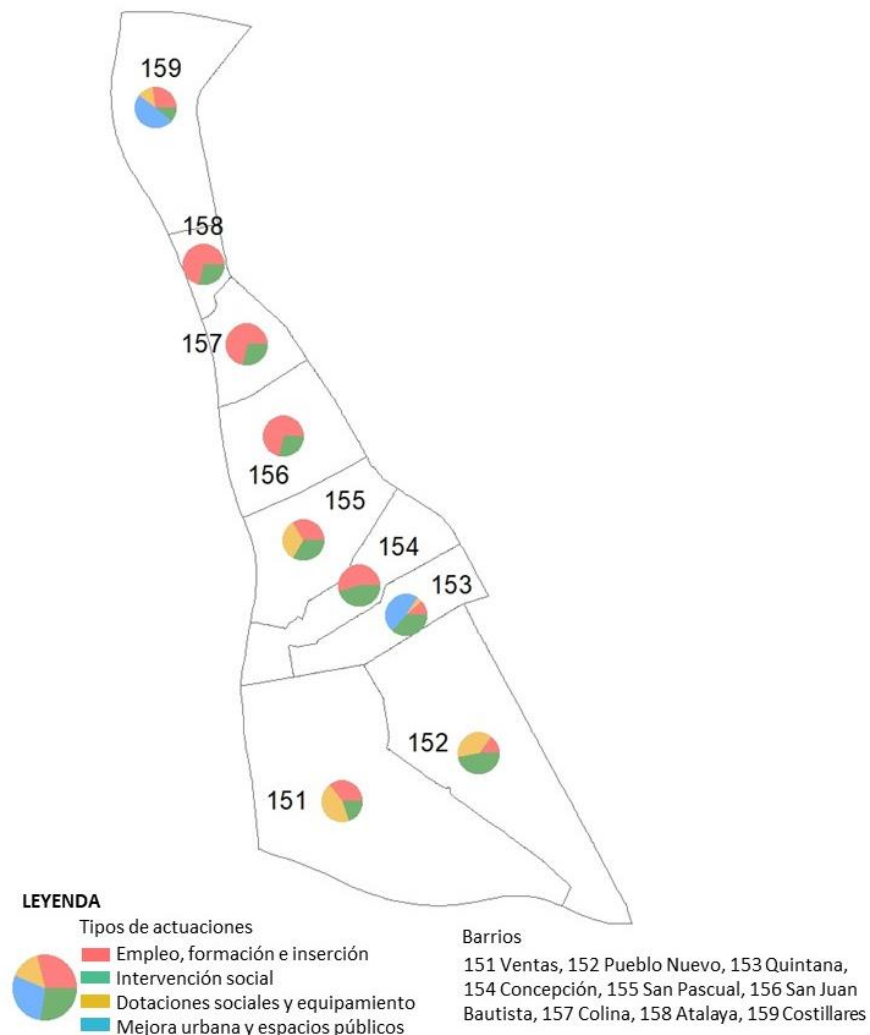 159
158
157
156
155
154
153
152
151
LEYENDA
Tipos de actuaciones
Empleo, formación e inserción
Intervención social
Dotaciones sociales y equipamiento
Mejora urbana y espacios públicos
Barrios
151 Ventas, 152 Pueblo Nuevo, 153 Quintana,
154 Concepción, 155 San Pascual, 156 San Juan
Bautista, 157 Colina, 158 Atalaya, 159 Costillares